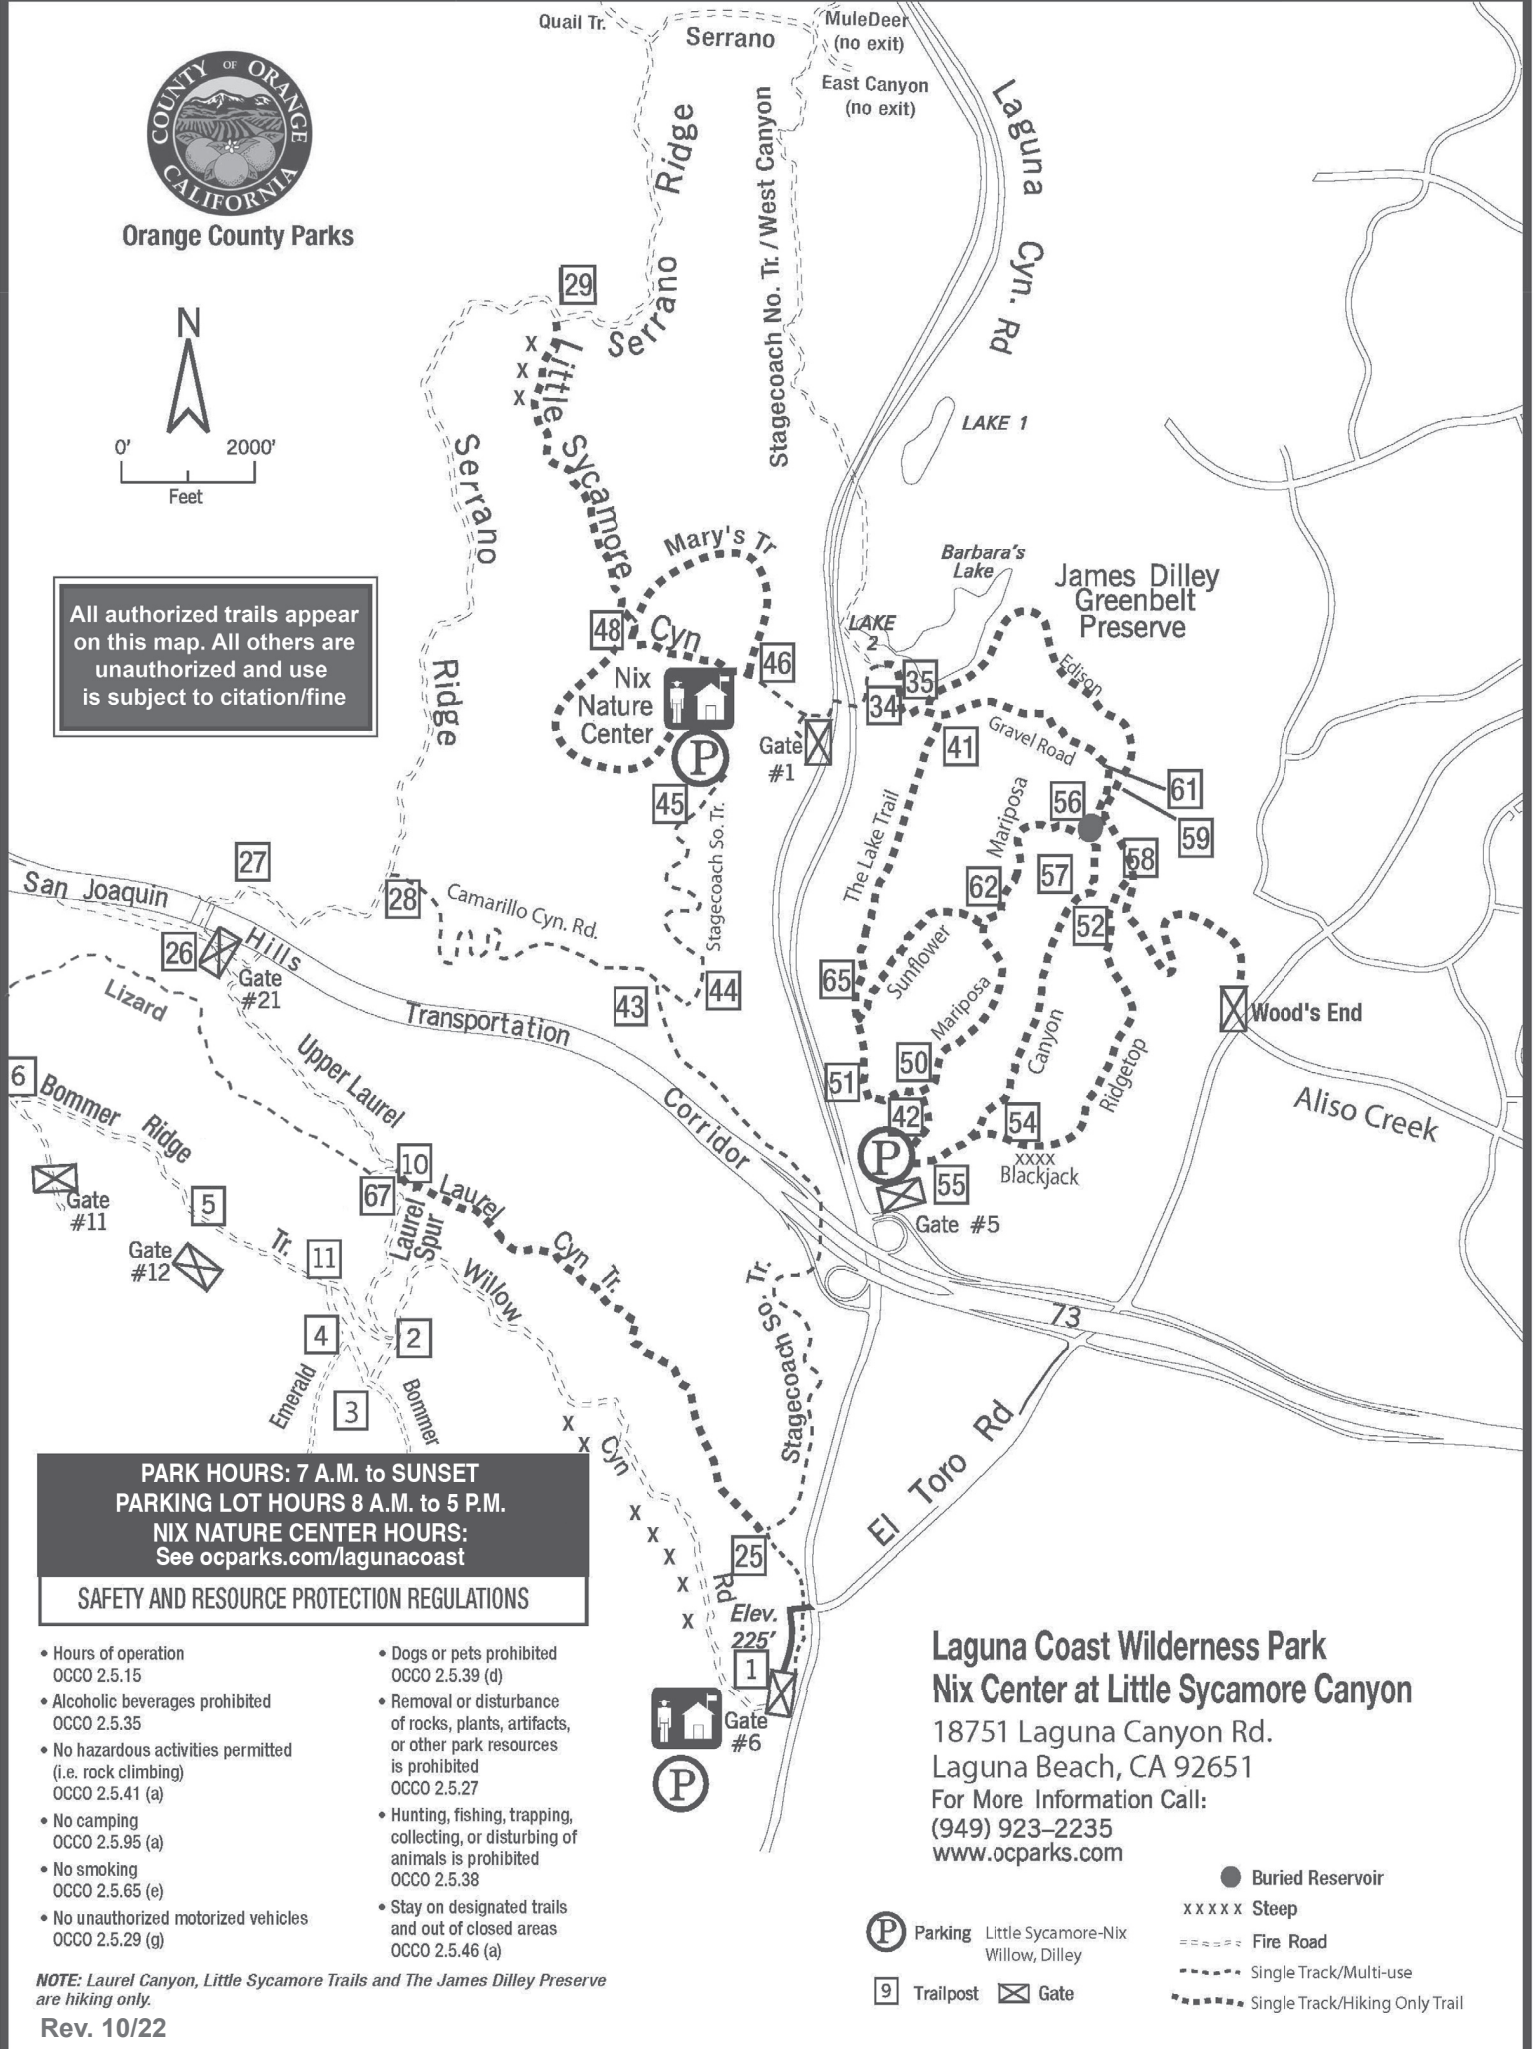 Quail Tr.
Serrano
MuleDeer
(no exit)
East Canyon
(no exit)
COUNTY OF ORANGE
CALIFORNIA
Orange County Parks
Ridge
Serrano
Stagecoach No. Tr. / West Canyon
Laguna Cyn. Rd
N
0' 2000'
Feet
29
x
x
x
Little Sycamore
Cyn
Serrano
Ridge
LAKE 1
Mary's Tr
Barbara's
Lake
James Dilley
Greenbelt
Preserve
All authorized trails appear
on this map. All others are
unauthorized and use
is subject to citation/fine
48
46
LAKE
2
35
34
Edison
Nix
Nature
Center
P
Gate
#1
41
Gravel Road
45
Stagecoach So. Tr.
The Lake Trail
Mariposa
56
61
59
58
57
62
52
27
28
Camarillo Cyn. Rd.
San Joaquin
Hills
Transportation
Corridor
26
Gate
#21
Lizard
43
44
65
Sunflower
Mariposa
Canyon
Ridgetop
Wood's End
Aliso Creek
Upper Laurel
6
Bommer
Ridge
Tr.
51
50
42
54
P
xxxx
Blackjack
55
Gate #5
10
67
Laurel
Cyn Tr.
Laurel
Spur
Gate
#11
5
Gate
#12
11
Willow
Cyn
Rd
Stagecoach So. Tr.
73
4
2
Emerald
3
Bommer
El Toro Rd
x
x
x
x
x
x
x
PARK HOURS: 7 A.M. to SUNSET
PARKING LOT HOURS 8 A.M. to 5 P.M.
NIX NATURE CENTER HOURS:
See ocparks.com/lagunacoast
SAFETY AND RESOURCE PROTECTION REGULATIONS
25
Elev.
225'
1
Gate
#6
P
• Hours of operation
OCCO 2.5.15
• Alcoholic beverages prohibited
OCCO 2.5.35
• No hazardous activities permitted
(i.e. rock climbing)
OCCO 2.5.41 (a)
• No camping
OCCO 2.5.95 (a)
• No smoking
OCCO 2.5.65 (e)
• No unauthorized motorized vehicles
OCCO 2.5.29 (g)
• Dogs or pets prohibited
OCCO 2.5.39 (d)
• Removal or disturbance
of rocks, plants, artifacts,
or other park resources
is prohibited
OCCO 2.5.27
• Hunting, fishing, trapping,
collecting, or disturbing of
animals is prohibited
OCCO 2.5.38
• Stay on designated trails
and out of closed areas
OCCO 2.5.46 (a)
NOTE: Laurel Canyon, Little Sycamore Trails and The James Dilley Preserve
are hiking only.
Rev. 10/22
Laguna Coast Wilderness Park
Nix Center at Little Sycamore Canyon
18751 Laguna Canyon Rd.
Laguna Beach, CA 92651
For More Information Call:
(949) 923–2235
www.ocparks.com
P Parking Little Sycamore-Nix
Willow, Dilley
9 Trailpost Gate
Buried Reservoir
xxxxx Steep
Fire Road
Single Track/Multi-use
Single Track/Hiking Only Trail